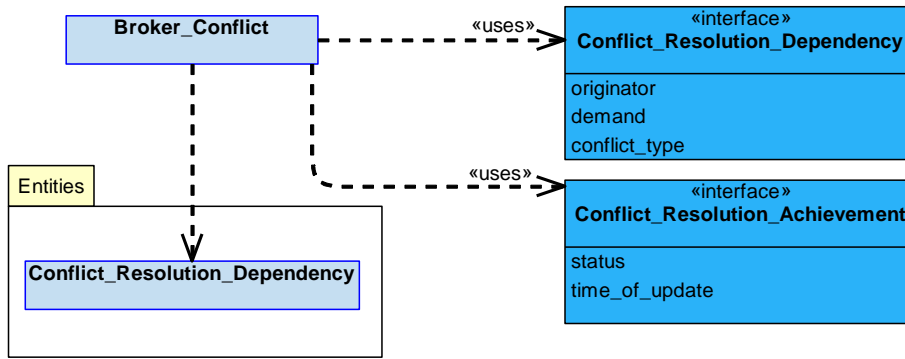 Broker_Conflict
«uses»
«interface»
Conflict_Resolution_Dependency
originator
demand
conflict_type
«uses»
«interface»
Conflict_Resolution_Achievement
status
time_of_update
Entities
Conflict_Resolution_Dependency